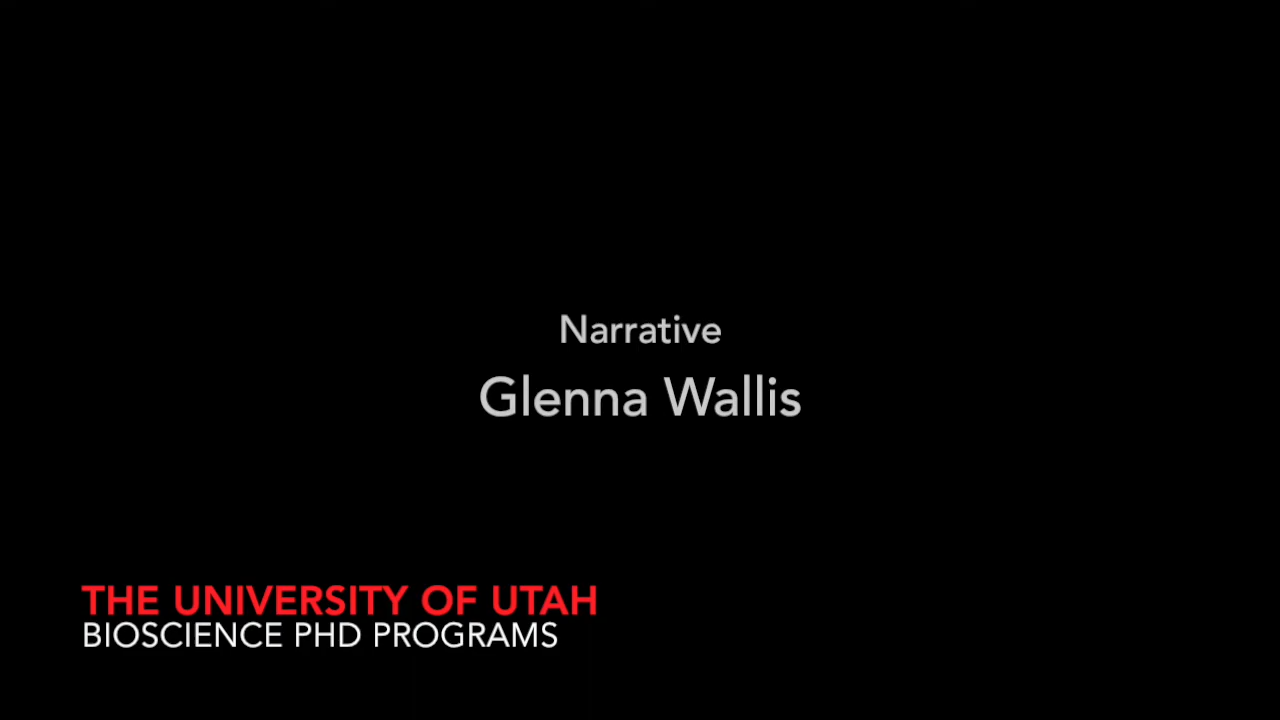 Narrative
Glenna Wallis
THE UNIVERSITY OF UTAH
BIOSCIENCE PHD PROGRAMS